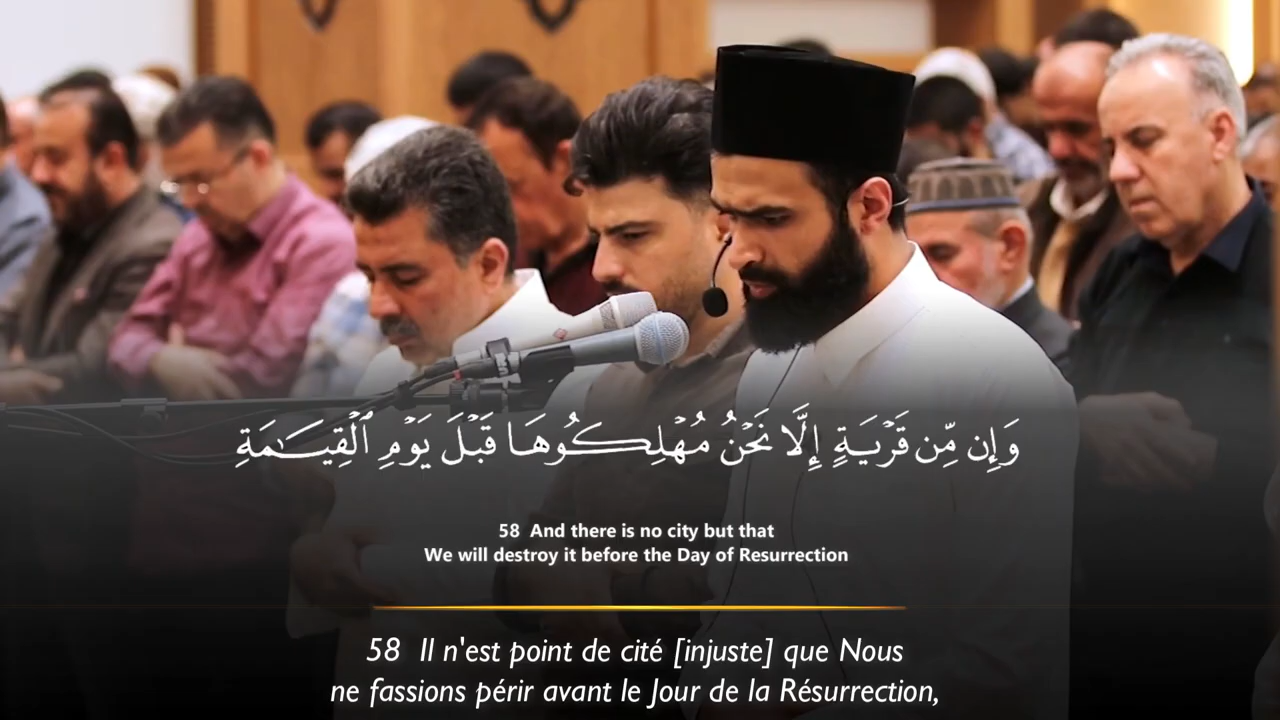 وَإِن مِّن قَرْيَةٍ إِلَّا نَحْنُ مُهْلِكُوهَا قَبْلَ يَوْمِ ٱلْقِيَـٰمَةِ
58 And there is no city but that
We will destroy it before the Day of Resurrection
58 Il n'est point de cité [injuste] que Nous
ne fassions périr avant le Jour de la Résurrection,